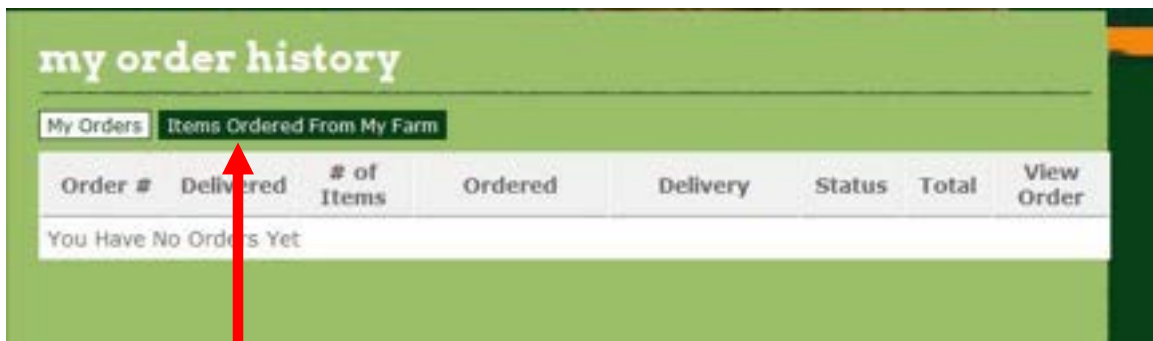 my order history
My Orders Items Ordered From My Farm
Order # Delivered # of Items Ordered Delivery Status Total View Order
You Have No Orders Yet